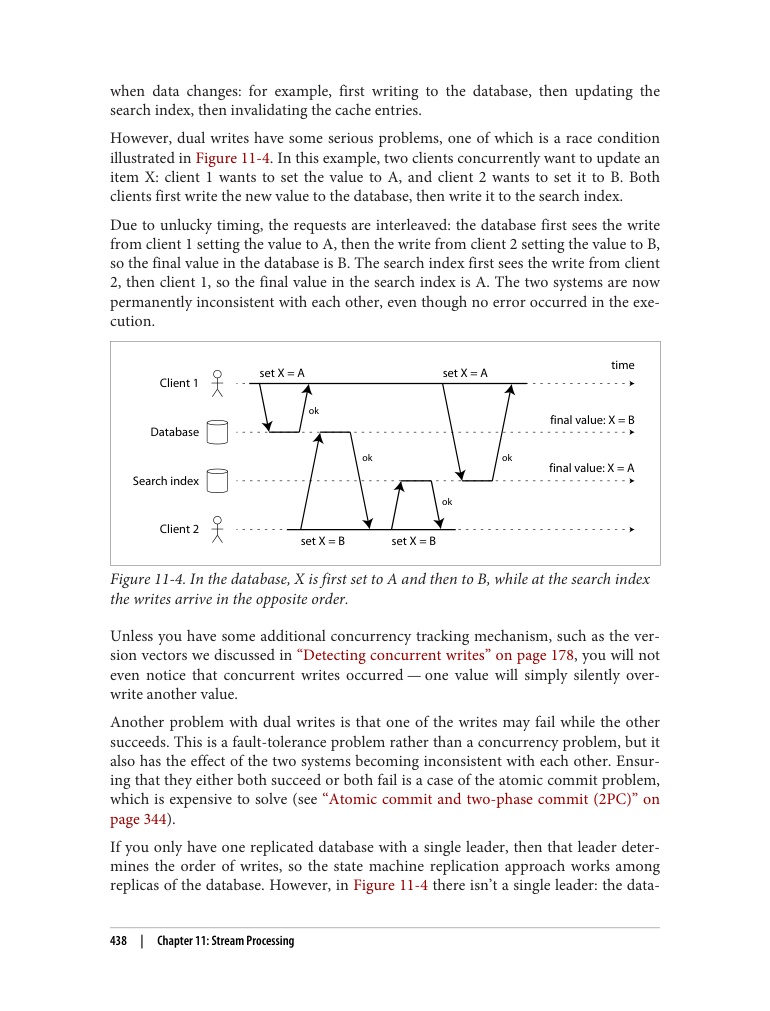 when data changes: for example, first writing to the database, then updating the
search index, then invalidating the cache entries.
However, dual writes have some serious problems, one of which is a race condition
illustrated in Figure 11-4. In this example, two clients concurrently want to update an
item X: client 1 wants to set the value to A, and client 2 wants to set it to B. Both
clients first write the new value to the database, then write it to the search index.
Due to unlucky timing, the requests are interleaved: the database first sees the write
from client 1 setting the value to A, then the write from client 2 setting the value to B,
so the final value in the database is B. The search index first sees the write from client
2, then client 1, so the final value in the search index is A. The two systems are now
permanently inconsistent with each other, even though no error occurred in the exe-
cution.
time
set X = A
set X = A
Client 1
ok
final value: X = B
Database
ok
ok
final value: X = A
Search index
ok
Client 2
set X = B
set X = B
Figure 11-4. In the database, X is first set to A and then to B, while at the search index
the writes arrive in the opposite order.
Unless you have some additional concurrency tracking mechanism, such as the ver-
sion vectors we discussed in “Detecting concurrent writes” on page 178, you will not
even notice that concurrent writes occurred — one value will simply silently over-
write another value.
Another problem with dual writes is that one of the writes may fail while the other
succeeds. This is a fault-tolerance problem rather than a concurrency problem, but it
also has the effect of the two systems becoming inconsistent with each other. Ensur-
ing that they either both succeed or both fail is a case of the atomic commit problem,
which is expensive to solve (see “Atomic commit and two-phase commit (2PC)” on
page 344).
If you only have one replicated database with a single leader, then that leader deter-
mines the order of writes, so the state machine replication approach works among
replicas of the database. However, in Figure 11-4 there isn’t a single leader: the data-
438 | Chapter 11: Stream Processing